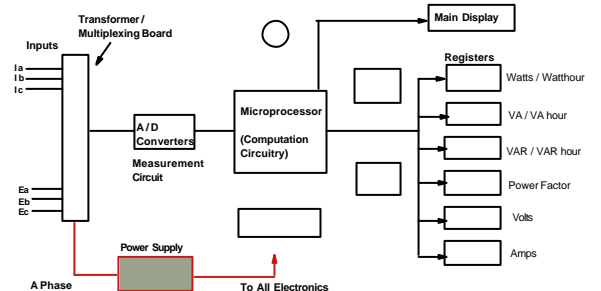 Transformer /
Multiplexing Board
Inputs
Main Display
Registers
Ia
Ib
Ic
Watts / Watthour
VA / VA hour
Microprocessor
(Computation
Circuitry)
A / D
Converters
VAR / VAR hour
Measurement
Circuit
Power Factor
Ea
Eb
Ec
Volts
Power Supply
Amps
A Phase
To All Electronics